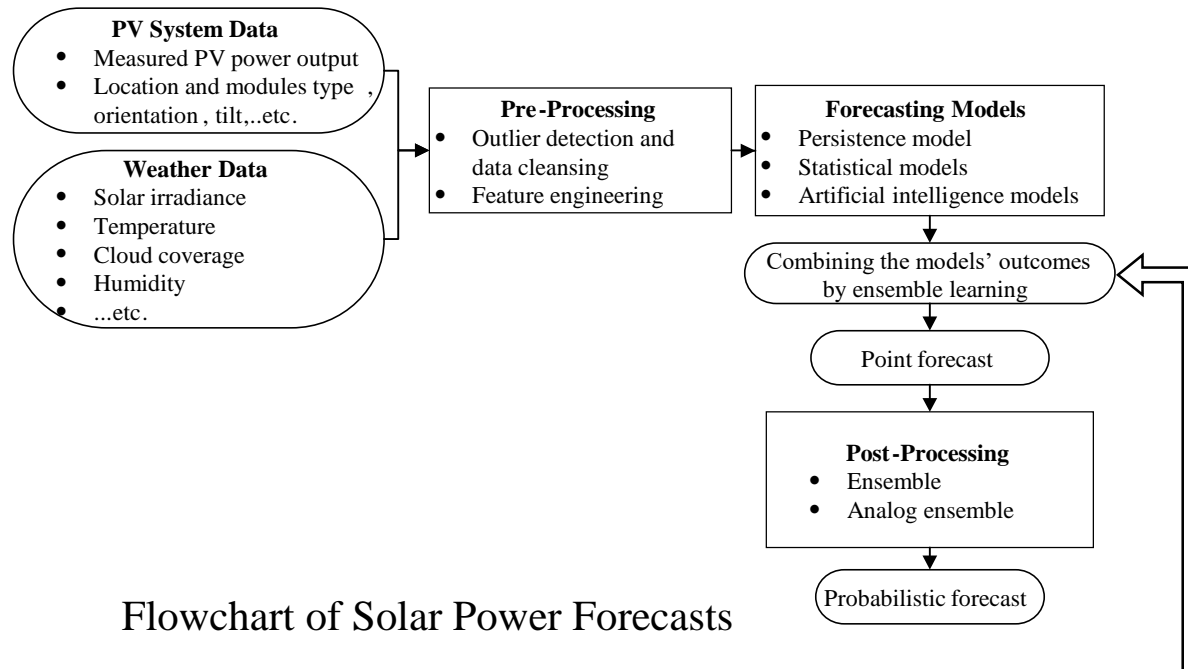 PV System Data
• Measured PV power output
• Location and modules type , orientation , tilt,..etc.
Weather Data
• Solar irradiance
• Temperature
• Cloud coverage
• Humidity
• ...etc.
Pre-Processing
• Outlier detection and
data cleansing
• Feature engineering
Forecasting Models
• Persistence model
• Statistical models
• Artificial intelligence models
Combining the models’ outcomes
by ensemble learning
Point forecast
Post-Processing
• Ensemble
• Analog ensemble
Probabilistic forecast
Flowchart of Solar Power Forecasts